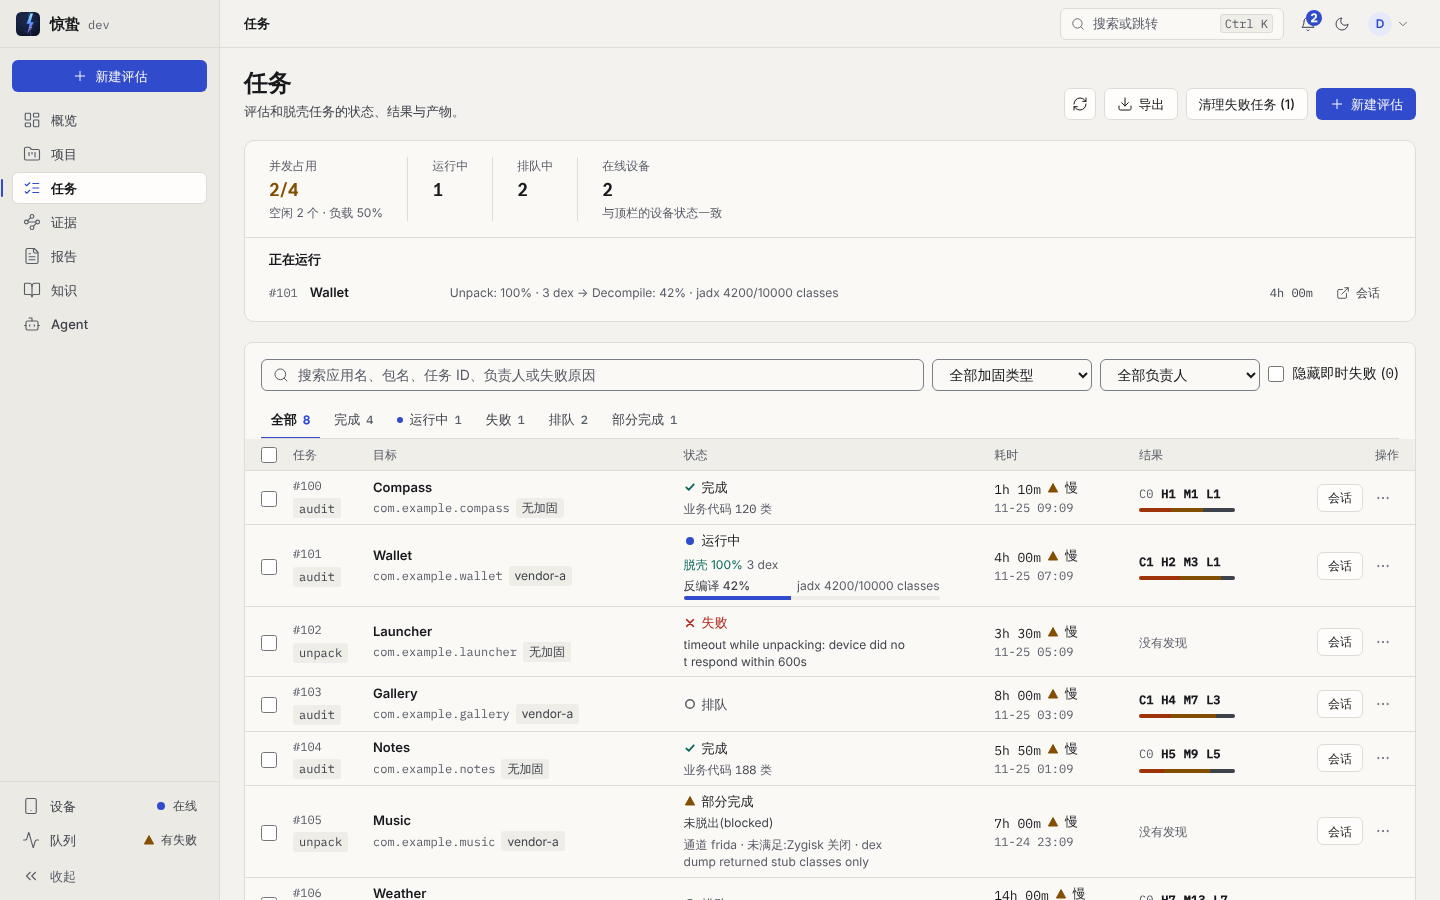 惊蛰 dev
任务
搜索或跳转 Ctrl K
2
D
新建评估
概览
项目
任务
证据
报告
知识
Agent
设备 在线
队列 有失败
收起
任务
评估和脱壳任务的状态、结果与产物。
导出
清理失败任务 (1)
新建评估
并发占用
2/4
空闲 2 个 · 负载 50%
运行中
1
排队中
2
在线设备
2
与顶栏的设备状态一致
正在运行
#101 Wallet Unpack: 100% · 3 dex → Decompile: 42% · jadx 4200/10000 classes 4h 00m 会话
搜索应用名、包名、任务 ID、负责人或失败原因
全部加固类型
全部负责人
隐藏即时失败 (0)
全部 8 完成 4 运行中 1 失败 1 排队 2 部分完成 1
任务 目标 状态 耗时 结果 操作
#100 Compass 完成 1h 10m 慢 C0 H1 M1 L1 会话 ···
audit com.example.compass 无加固 业务代码 120 类 11-25 09:09
#101 Wallet 运行中 4h 00m 慢 C1 H2 M3 L1 会话 ···
audit com.example.wallet vendor-a 脱壳 100% 3 dex 11-25 07:09
反编译 42% jadx 4200/10000 classes
#102 Launcher 失败 3h 30m 慢 没有发现 会话 ···
unpack com.example.launcher 无加固 timeout while unpacking: device did no 11-25 05:09
t respond within 600s
#103 Gallery 排队 8h 00m 慢 C1 H4 M7 L3 会话 ···
audit com.example.gallery vendor-a 11-25 03:09
#104 Notes 完成 5h 50m 慢 C0 H5 M9 L5 会话 ···
audit com.example.notes 无加固 业务代码 188 类 11-25 01:09
#105 Music 部分完成 7h 00m 慢 没有发现 会话 ···
unpack com.example.music vendor-a 未脱出(blocked) 11-24 23:09
通道 frida · 未满足:Zygisk 关闭 · dex
dump returned stub classes only
#106 Weather 14h 00m 慢 C0 H7 M13 L7